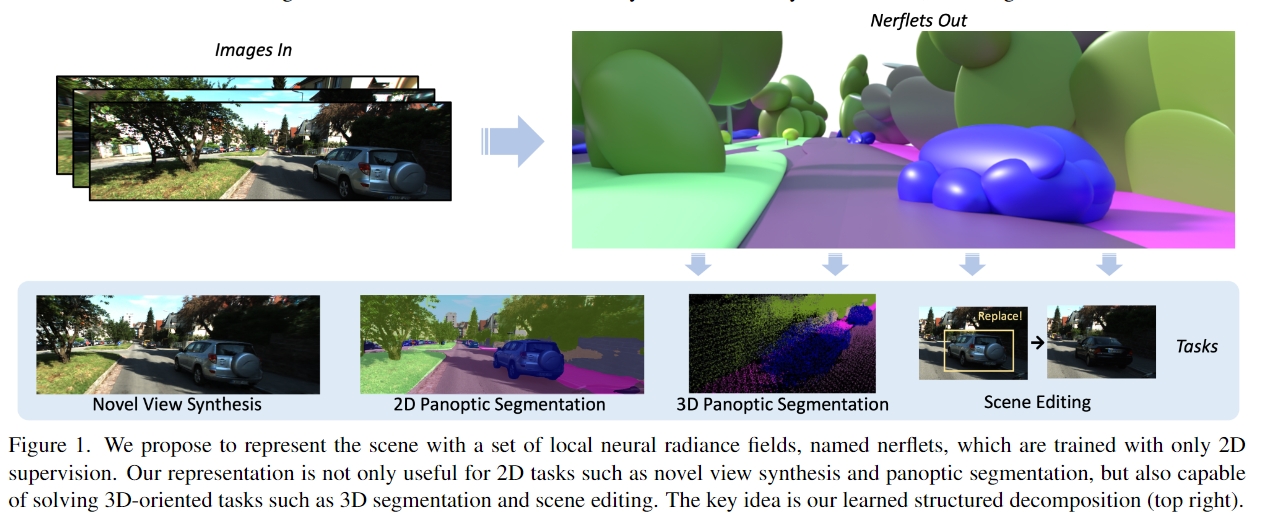 Nerflets Out
Images In
Replace!
Tasks
Novel View Synthesis
2D Panoptic Segmentation
3D Panoptic Segmentation
Scene Editing
Figure 1. We propose to represent the scene with a set of local neural radiance fields, named nerflets, which are trained with only 2D
supervision. Our representation is not only useful for 2D tasks such as novel view synthesis and panoptic segmentation, but also capable
of solving 3D-oriented tasks such as 3D segmentation and scene editing. The key idea is our learned structured decomposition (top right).